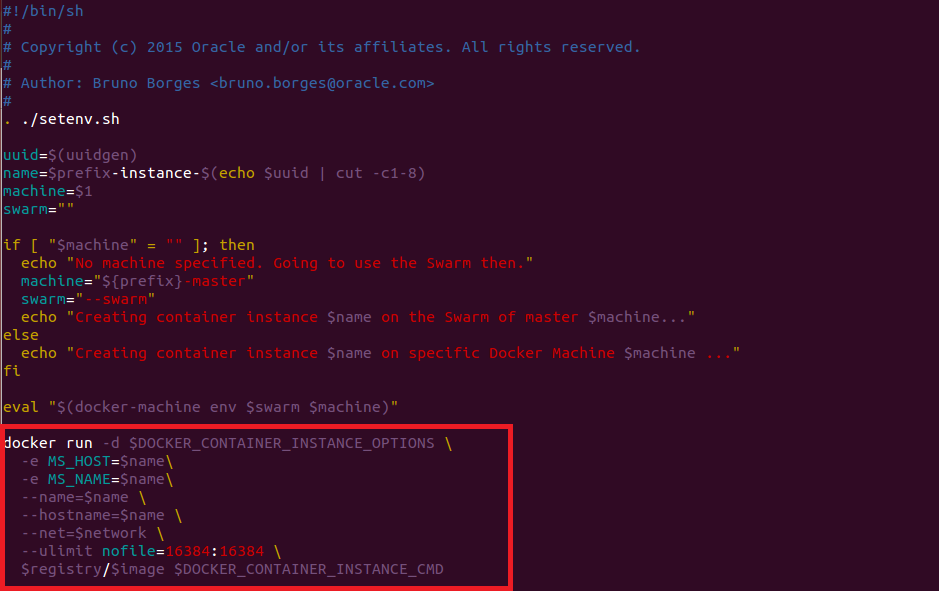 #!/bin/sh
#
# Copyright (c) 2015 Oracle and/or its affiliates. All rights reserved.
#
# Author: Bruno Borges <bruno.borges@oracle.com>
#
. ./setenv.sh
uuid=$(uuidgen)
name=$prefix-instance-$(echo $uuid | cut -c1-8)
machine=$1
swarm=""
if [ "$machine" = "" ]; then
  echo "No machine specified. Going to use the Swarm then."
  machine="${prefix}-master"
  swarm="--swarm"
  echo "Creating container instance $name on the Swarm of master $machine..."
else
  echo "Creating container instance $name on specific Docker Machine $machine ..."
fi
eval "$(docker-machine env $swarm $machine)"
docker run -d $DOCKER_CONTAINER_INSTANCE_OPTIONS \
  -e MS_HOST=$name\
  -e MS_NAME=$name\
  --name=$name \
  --hostname=$name \
  --net=$network \
  --ulimit nofile=16384:16384 \
  $registry/$image $DOCKER_CONTAINER_INSTANCE_CMD